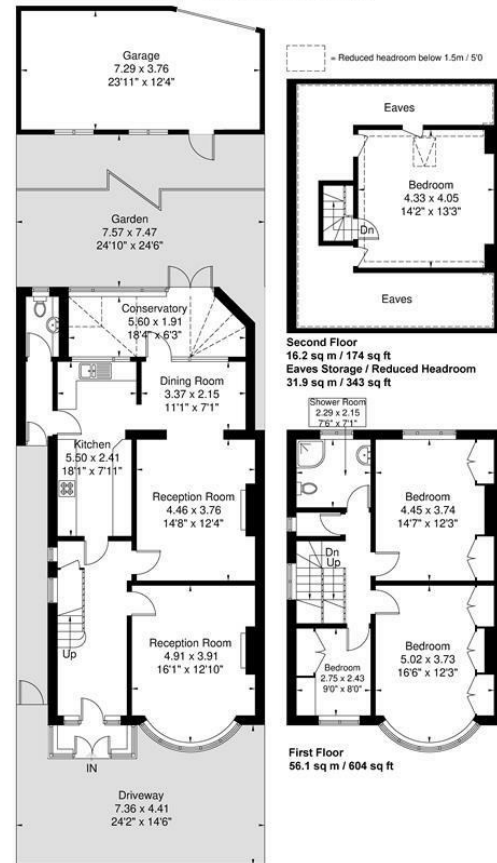 Garage
7.29 x 3.76
23'11" x 12'4"
Garden
7.57 x 7.47
24'10" x 24'6"
Conservatory
5.60 x 1.91
18'4" x 6'3"
Dining Room
3.37 x 2.15
11'1" x 7'1"
Kitchen
5.50 x 2.41
18'1" x 7'11"
Reception Room
4.46 x 3.76
14'8" x 12'4"
Up
Reception Room
4.91 x 3.91
16'1" x 12'10"
IN
Driveway
7.36 x 4.41
24'2" x 14'6"
= Reduced headroom below 1.5m / 5'0
Eaves
Bedroom
4.33 x 4.05
14'2" x 13'3"
Dn
Eaves
Second Floor
16.2 sq m / 174 sq ft
Eaves Storage / Reduced Headroom
31.9 sq m / 343 sq ft
Shower Room
2.29 x 2.15
7'6" x 7'1"
Bedroom
4.45 x 3.74
14'7" x 12'3"
Dn
Up
Bedroom
2.75 x 2.43
9'0" x 8'0"
Bedroom
5.02 x 3.73
16'6" x 12'3"
First Floor
56.1 sq m / 604 sq ft